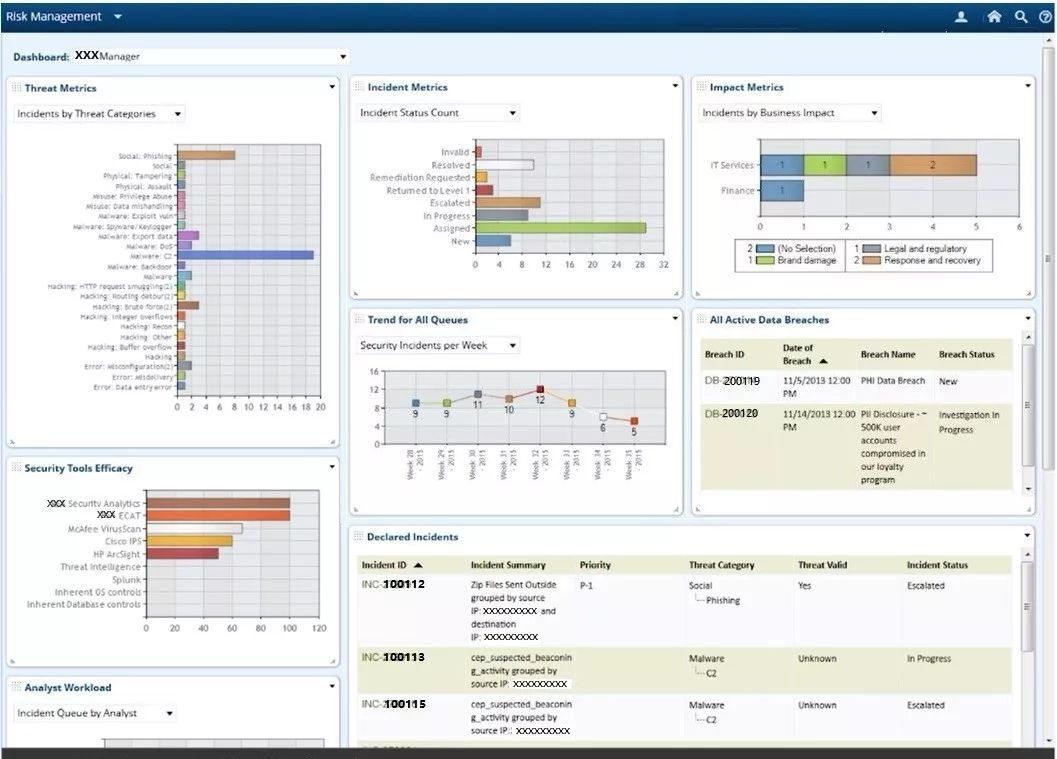 Risk Management
Dashboard: XXX Manager
Threat Metrics
Incidents by Threat Categories
Social: Phishing
Social
Physical: Tampering
Physical: Assault
Misuse: Privilege Abuse
Misuse: Data mishandling
Malware: Exploit vuln
Malware: Spyware/Keylogger
Malware: Export data
Malware: DoS
Malware: C2
Malware: Backdoor
Malware
Hacking: HTTP request smuggling(2)
Hacking: Routing detour(2)
Hacking: Brute force(2)
Hacking: Integer overflows
Hacking: Recon
Hacking: Other
Hacking: Buffer overflow
Hacking
Error: Misconfiguration(2)
Error: Misdelivery
Error: Data entry error
0 2 4 6 8 10 12 14 16 18 20
Incident Metrics
Incident Status Count
Invalid
Resolved
Remediation Requested
Returned to Level 1
Escalated
In Progress
Assigned
New
0 4 8 12 16 20 24 28 32
Impact Metrics
Incidents by Business Impact
IT Services 1 1 1 2
Finance 1
0 1 2 3 4 5 6
2 (No Selection) 1 Legal and regulatory
1 Brand damage 2 Response and recovery
Trend for All Queues
Security Incidents per Week
16
12
8
4
0
9 9 11 10 12 9 6 5
Week 28 - 2015
Week 29 - 2015
Week 30 - 2015
Week 31 - 2015
Week 32 - 2015
Week 33 - 2015
Week 34 - 2015
Week 35 - 2015
All Active Data Breaches
Breach ID Date of Breach Breach Name Breach Status
DB-200119 11/5/2013 12:00 PHI Data Breach New
PM
DB-200120 11/14/2013 12:00 PII Disclosure - ~ Investigation In
PM 500K user Progress
accounts
compromised in
our loyalty
program
Security Tools Efficacy
XXX Security Analytics
XXX ECAT
McAfee VirusScan
Cisco IPS
HP ArcSight
Threat Intelligence
Splunk
Inherent OS controls
Inherent Database controls
0 20 40 60 80 100 120
Declared Incidents
Incident ID Incident Summary Priority Threat Category Threat Valid Incident Status
INC-100112 Zip Files Sent Outside P-1 Social Yes Escalated
grouped by source Phishing
IP: XXXXXXXXX and
destination
IP: XXXXXXXXX
INC-100113 cep_suspected_beaconin Malware Unknown In Progress
g_activity grouped by C2
source IP: XXXXXXXXX
INC-100115 cep_suspected_beaconin Malware Unknown Escalated
g_activity grouped by C2
source IP: XXXXXXXXX
Analyst Workload
Incident Queue by Analyst